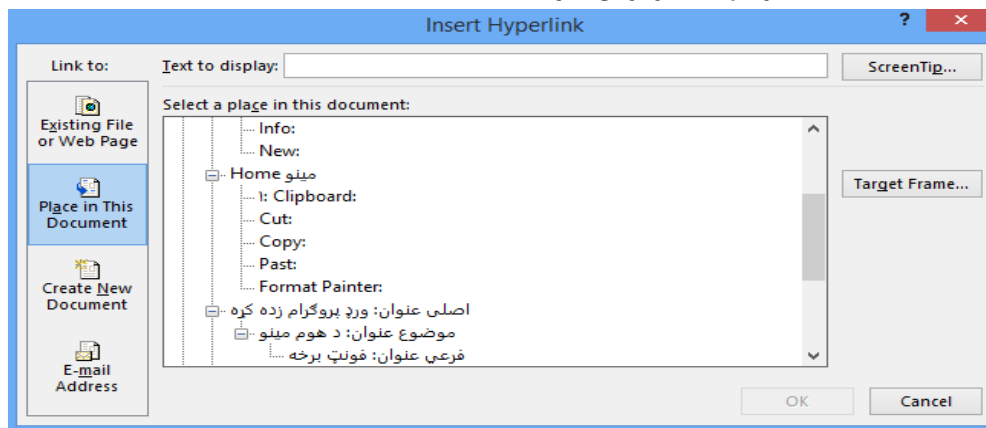 Insert Hyperlink
?
Link to:
Text to display:
ScreenTip...
Existing File
or Web Page
Place in This
Document
Create New
Document
E-mail
Address
Select a place in this document:
Info:
New:
مینو Home
۱: Clipboard:
Cut:
Copy:
Past:
Format Painter:
اصلی عنوان: ورډ پروګرام زده کړه
موضوع عنوان: د هوم مینو
فرعي عنوان: فونټ برخه
Target Frame...
OK
Cancel